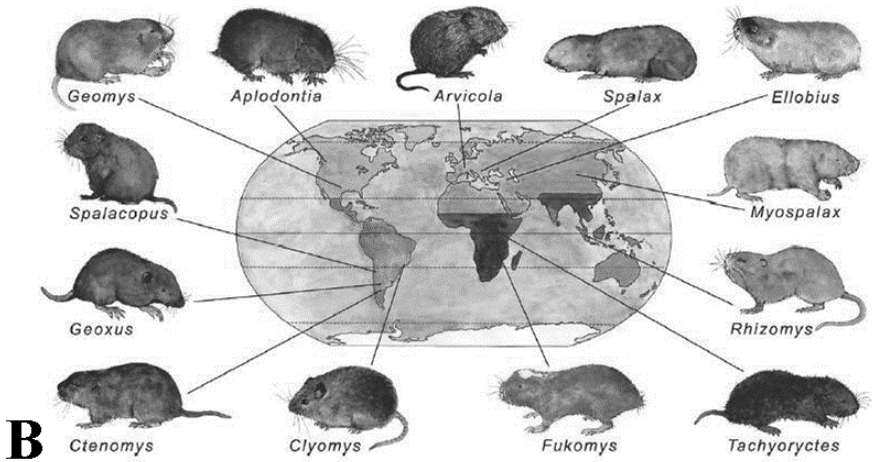 Geomys
Aplodontia
Arvicola
Spalax
Ellobius
Spalacopus
Myospalax
Geoxus
Rhizomys
B
Ctenomys
Clyomys
Fukomys
Tachyoryctes